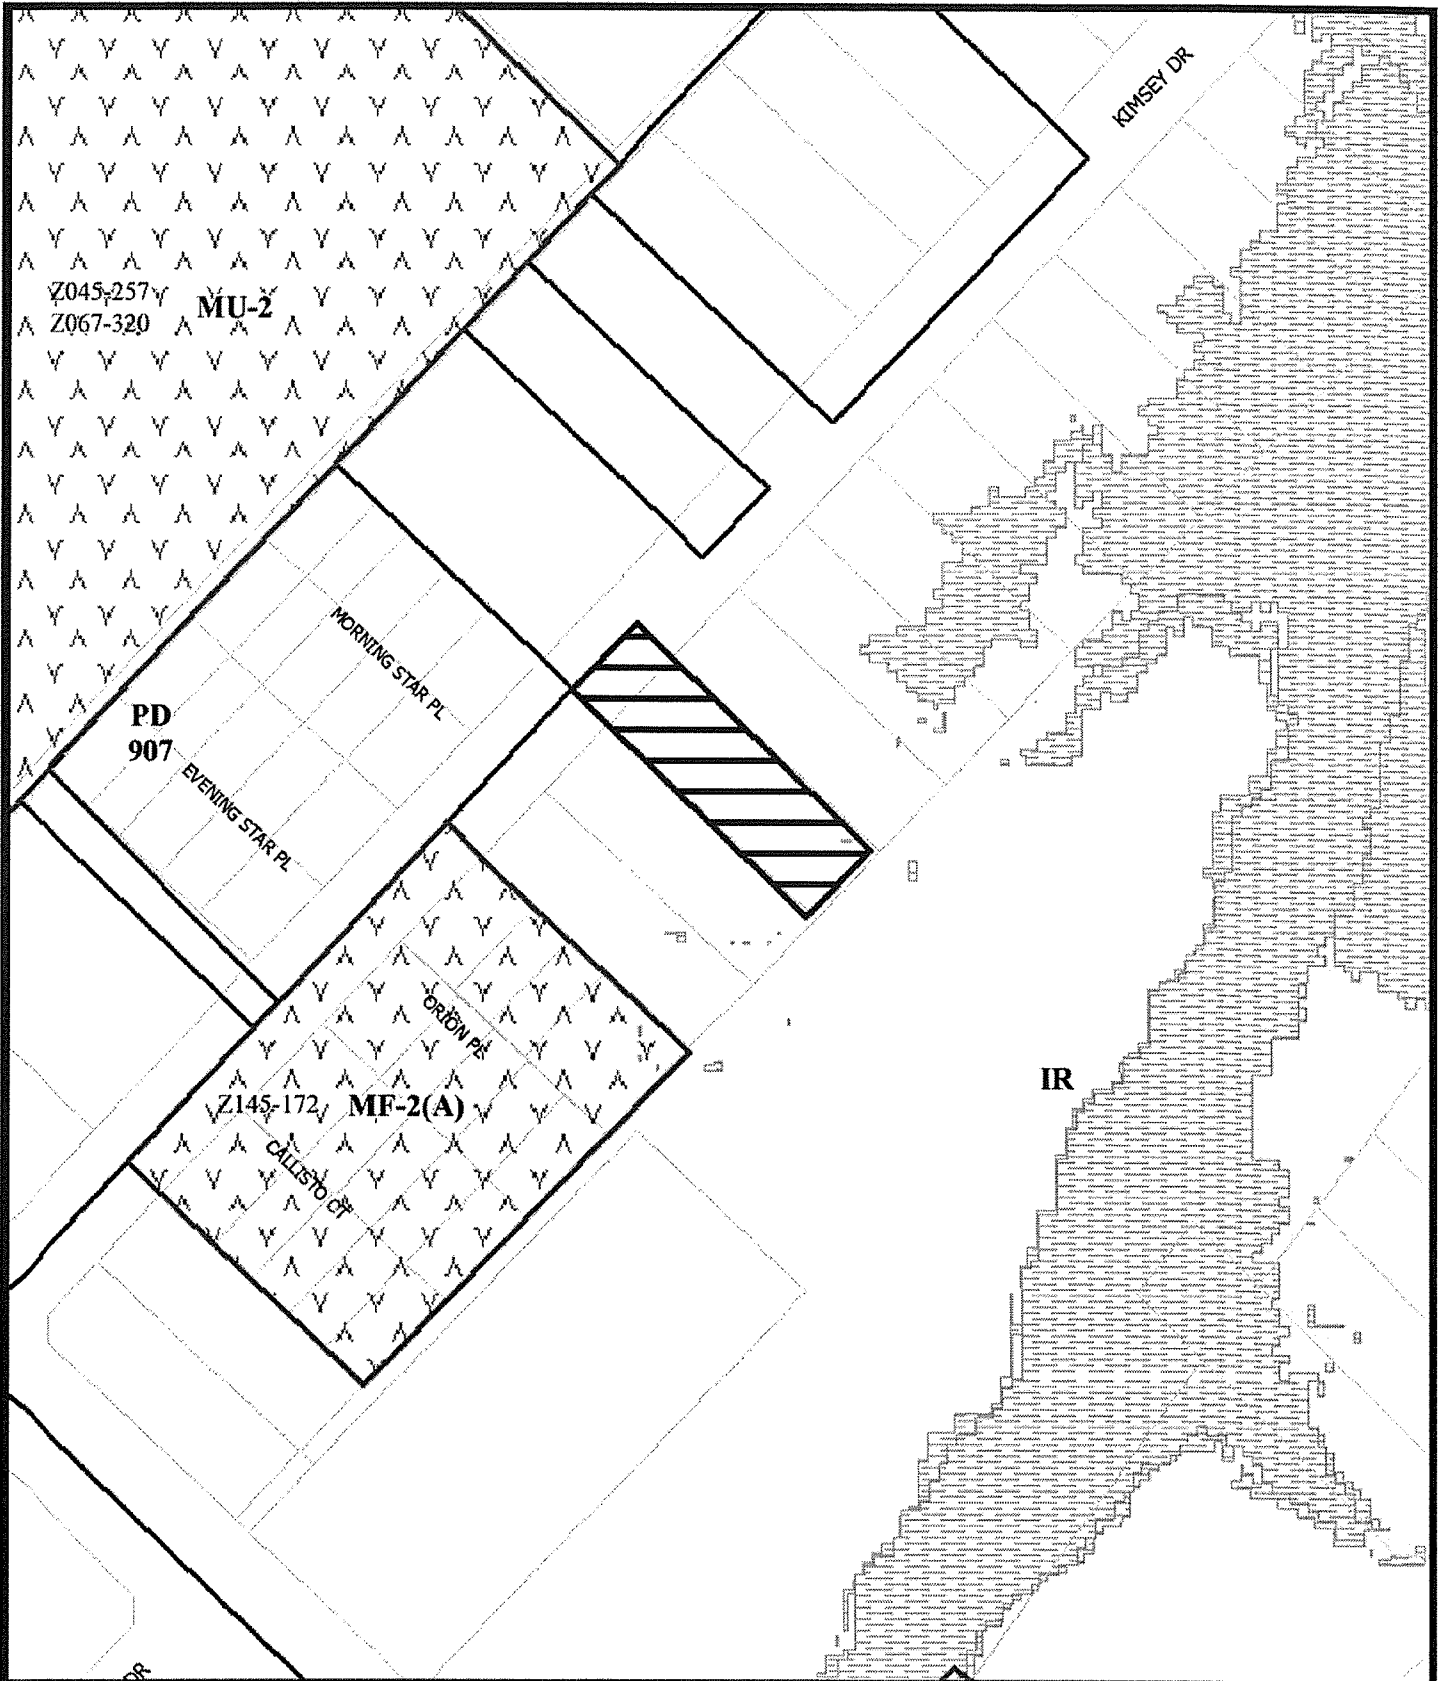 KIMSEY DR
Z045-257
Z067-320
MU-2
MORNING STAR PL
PD
907
EVENING STAR PL
ORION PL
IR
Z145-172
MF-2(A)
CALLISTO CT
DR